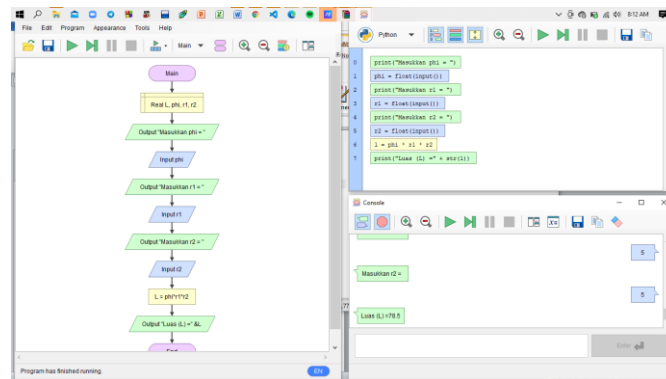 8:12 AM
File Edit Program Appearance Tools Help
Main
Main
Real L, phi, r1, r2
Output "Masukkan phi = "
Input phi
Output "Masukkan r1 = "
Input r1
Output "Masukkan r2 = "
Input r2
L = phi*r1*r2
Output "Luas (L) =" &L
End
Program has finished running.
EN
Python
0 print("Masukkan phi = ")
1 phi = float(input())
2 print("Masukkan r1 = ")
3 r1 = float(input())
4 print("Masukkan r2 = ")
5 r2 = float(input())
6 l = phi * r1 * r2
7 print("Luas (L) =" + str(l))
Console
5
Masukkan r2 =
5
Luas (L) =78.5
Enter